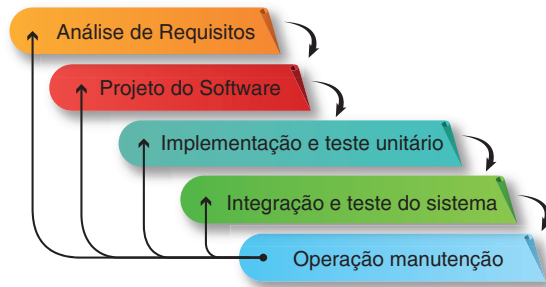 Análise de Requisitos
Projeto do Software
Implementação e teste unitário
Integração e teste do sistema
Operação manutenção